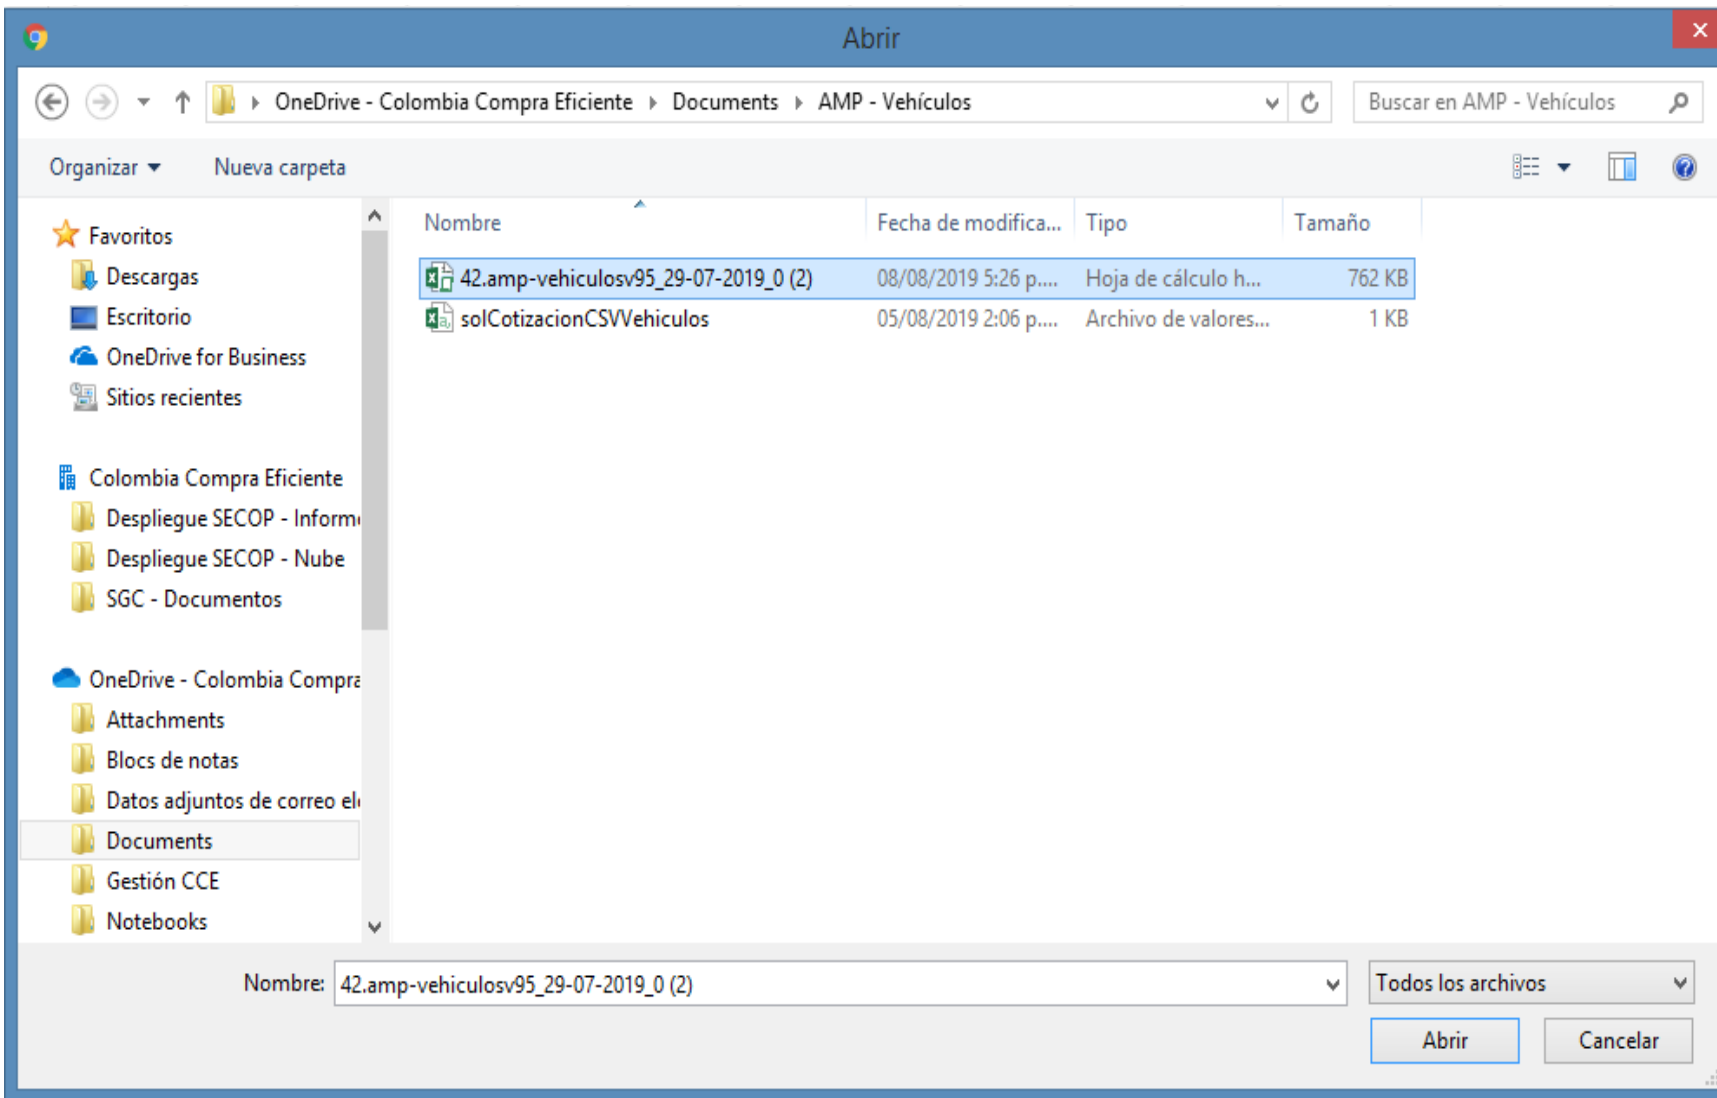 Abrir
OneDrive - Colombia Compra Eficiente Documents AMP - Vehículos
Buscar en AMP - Vehículos
Organizar Nueva carpeta
Nombre Fecha de modifica... Tipo Tamaño
42.amp-vehiculosv95_29-07-2019_0 (2) 08/08/2019 5:26 p.... Hoja de cálculo h... 762 KB
solCotizacionCSVVehiculos 05/08/2019 2:06 p.... Archivo de valores... 1 KB
Favoritos
Descargas
Escritorio
OneDrive for Business
Sitios recientes
Colombia Compra Eficiente
Despliegue SECOP - Inform
Despliegue SECOP - Nube
SGC - Documentos
OneDrive - Colombia Compra
Attachments
Blocs de notas
Datos adjuntos de correo el
Documents
Gestión CCE
Notebooks
Nombre: 42.amp-vehiculosv95_29-07-2019_0 (2) Todos los archivos
Abrir Cancelar